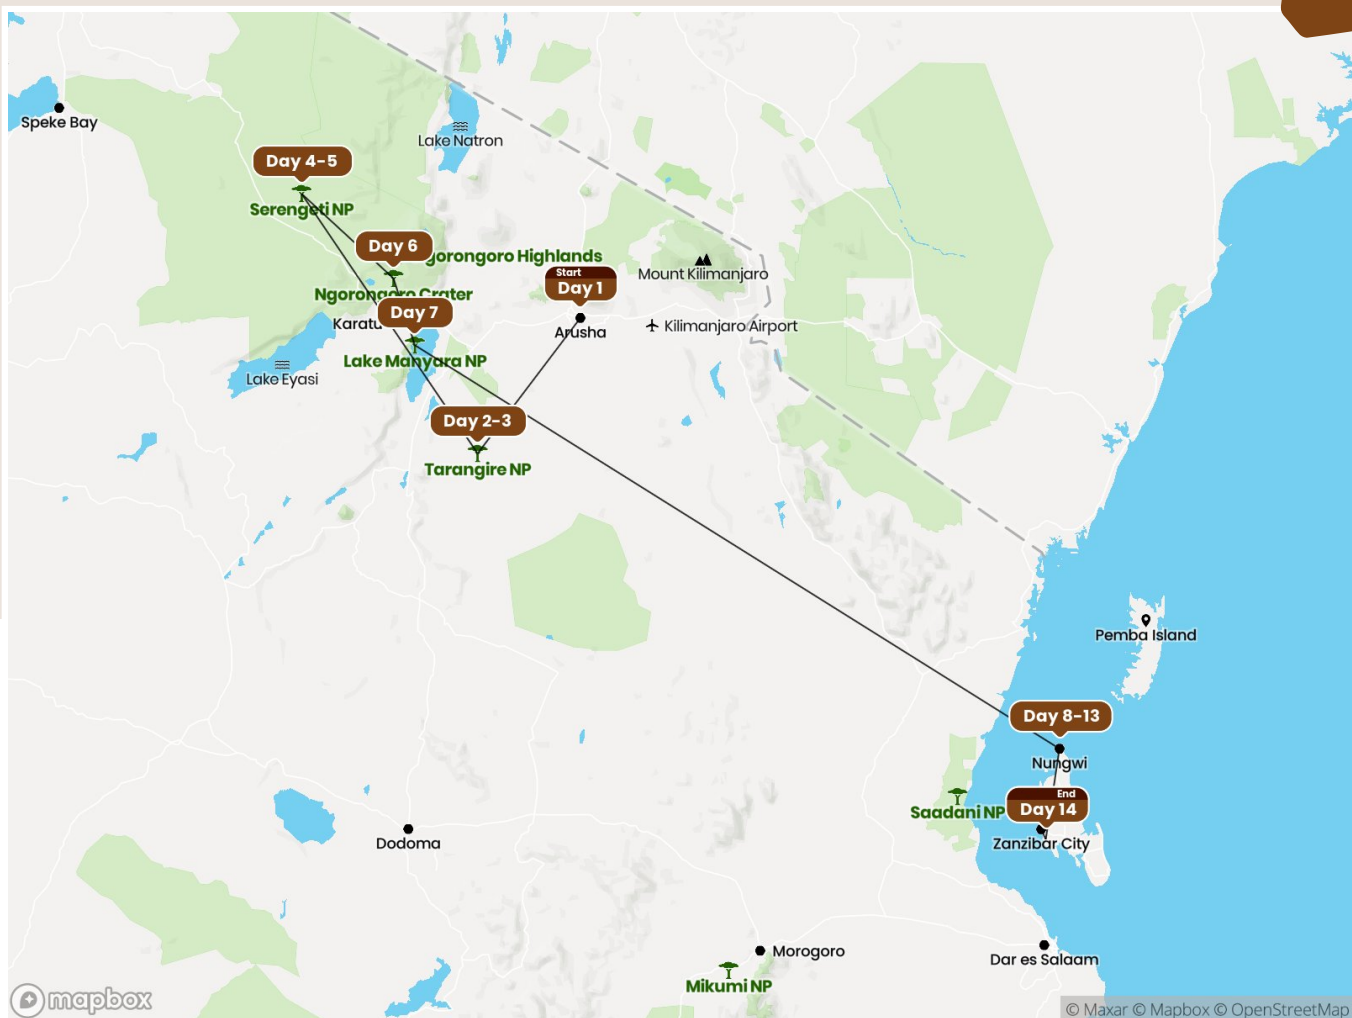 Speke Bay
Lake Natron
Day 4-5
Serengeti NP
Day 6
gorongoro Highlands
Mount Kilimanjaro
Start
Day 1
Ngorongoro Crater
Day 7
Karatu
Arusha
Kilimanjaro Airport
Lake Manyara NP
Lake Eyasi
Day 2-3
Tarangire NP
Pemba Island
Day 8-13
Nungwi
End
Day 14
Saadani NP
Zanzibar City
Dodoma
Morogoro
Dar es Salaam
Mikumi NP
mapbox
© Maxar © Mapbox © OpenStreetMap